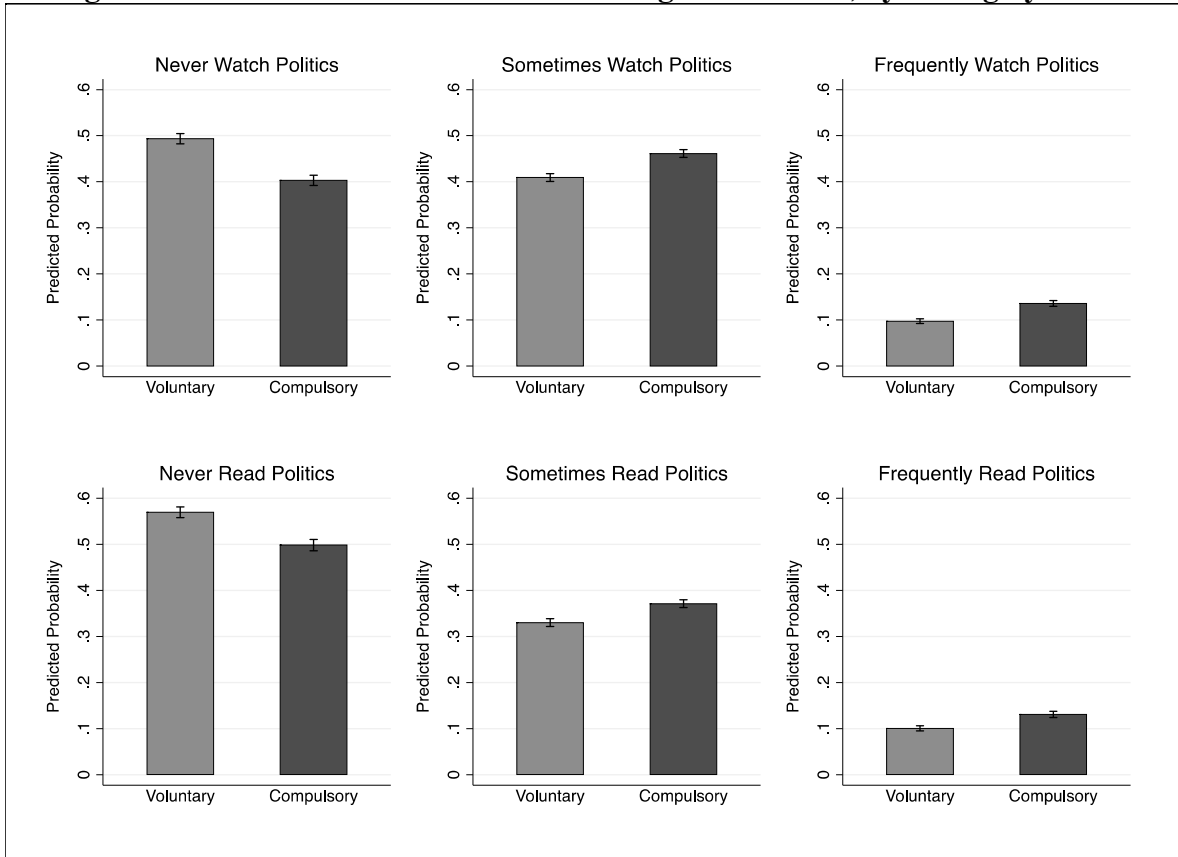 Never Watch Politics
Sometimes Watch Politics
Frequently Watch Politics
Predicted Probability
0 .1 .2 .3 .4 .5 .6
Voluntary Compulsory
Predicted Probability
0 .1 .2 .3 .4 .5 .6
Voluntary Compulsory
Predicted Probability
0 .1 .2 .3 .4 .5 .6
Voluntary Compulsory
Never Read Politics
Sometimes Read Politics
Frequently Read Politics
Predicted Probability
0 .1 .2 .3 .4 .5 .6
Voluntary Compulsory
Predicted Probability
0 .1 .2 .3 .4 .5 .6
Voluntary Compulsory
Predicted Probability
0 .1 .2 .3 .4 .5 .6
Voluntary Compulsory